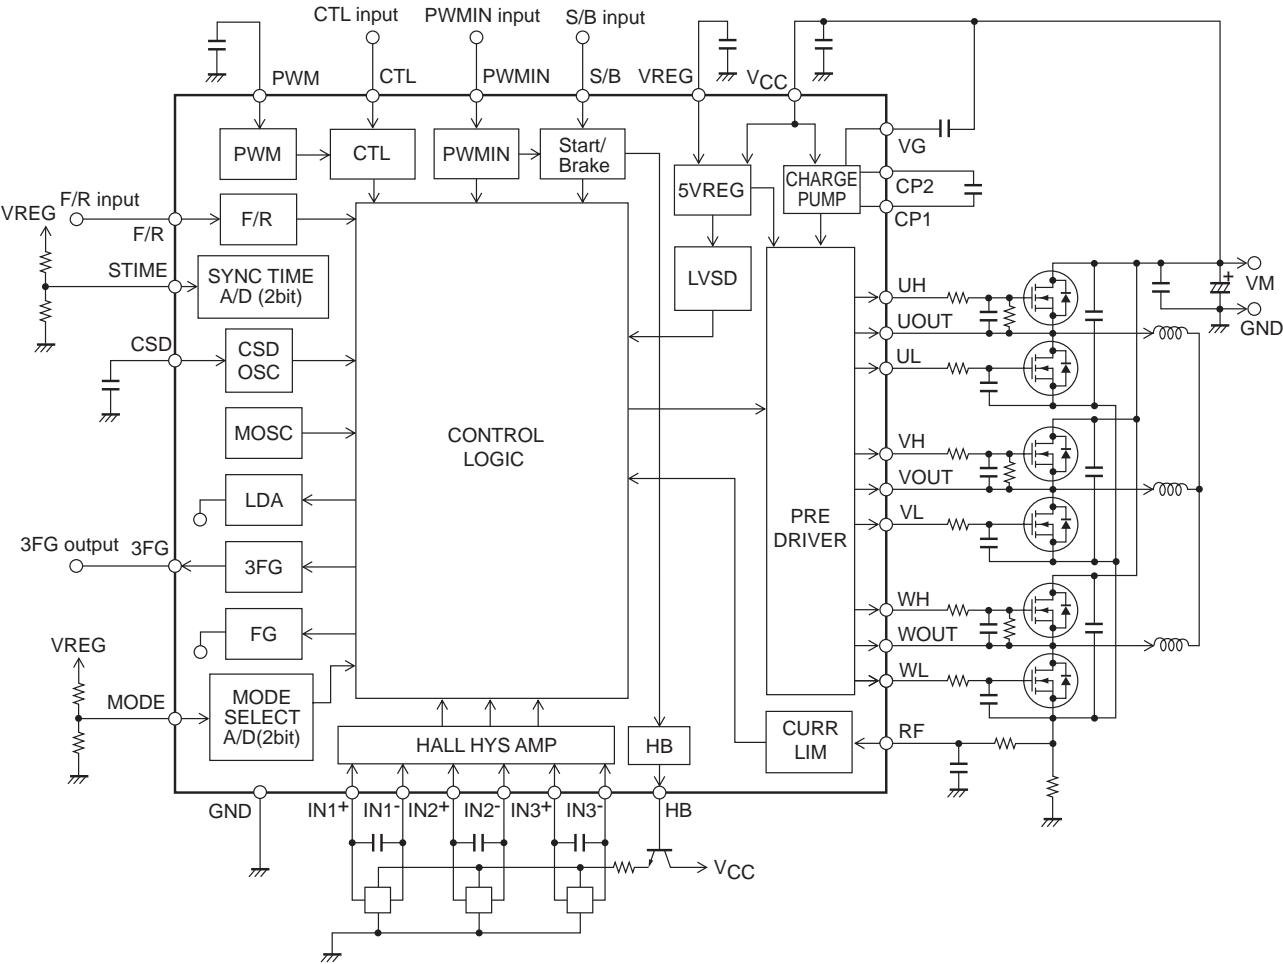 CTL input
PWMIN input
S/B input
PWM
CTL
PWMIN
S/B
VREG
VCC
PWM
CTL
PWMIN
Start/
Brake
VG
5VREG
CHARGE
PUMP
CP2
CP1
F/R input
VREG
F/R
F/R
STIME
SYNC TIME
A/D (2bit)
LVSD
UH
VM
UOUT
GND
CSD
CSD
OSC
UL
MOSC
CONTROL
LOGIC
VH
VOUT
LDA
PRE
DRIVER
VL
3FG output
3FG
3FG
WH
FG
WOUT
VREG
WL
MODE
MODE
SELECT
A/D(2bit)
HALL HYS AMP
HB
CURR
LIM
RF
GND
IN1+
IN1-
IN2+
IN2-
IN3+
IN3-
HB
VCC